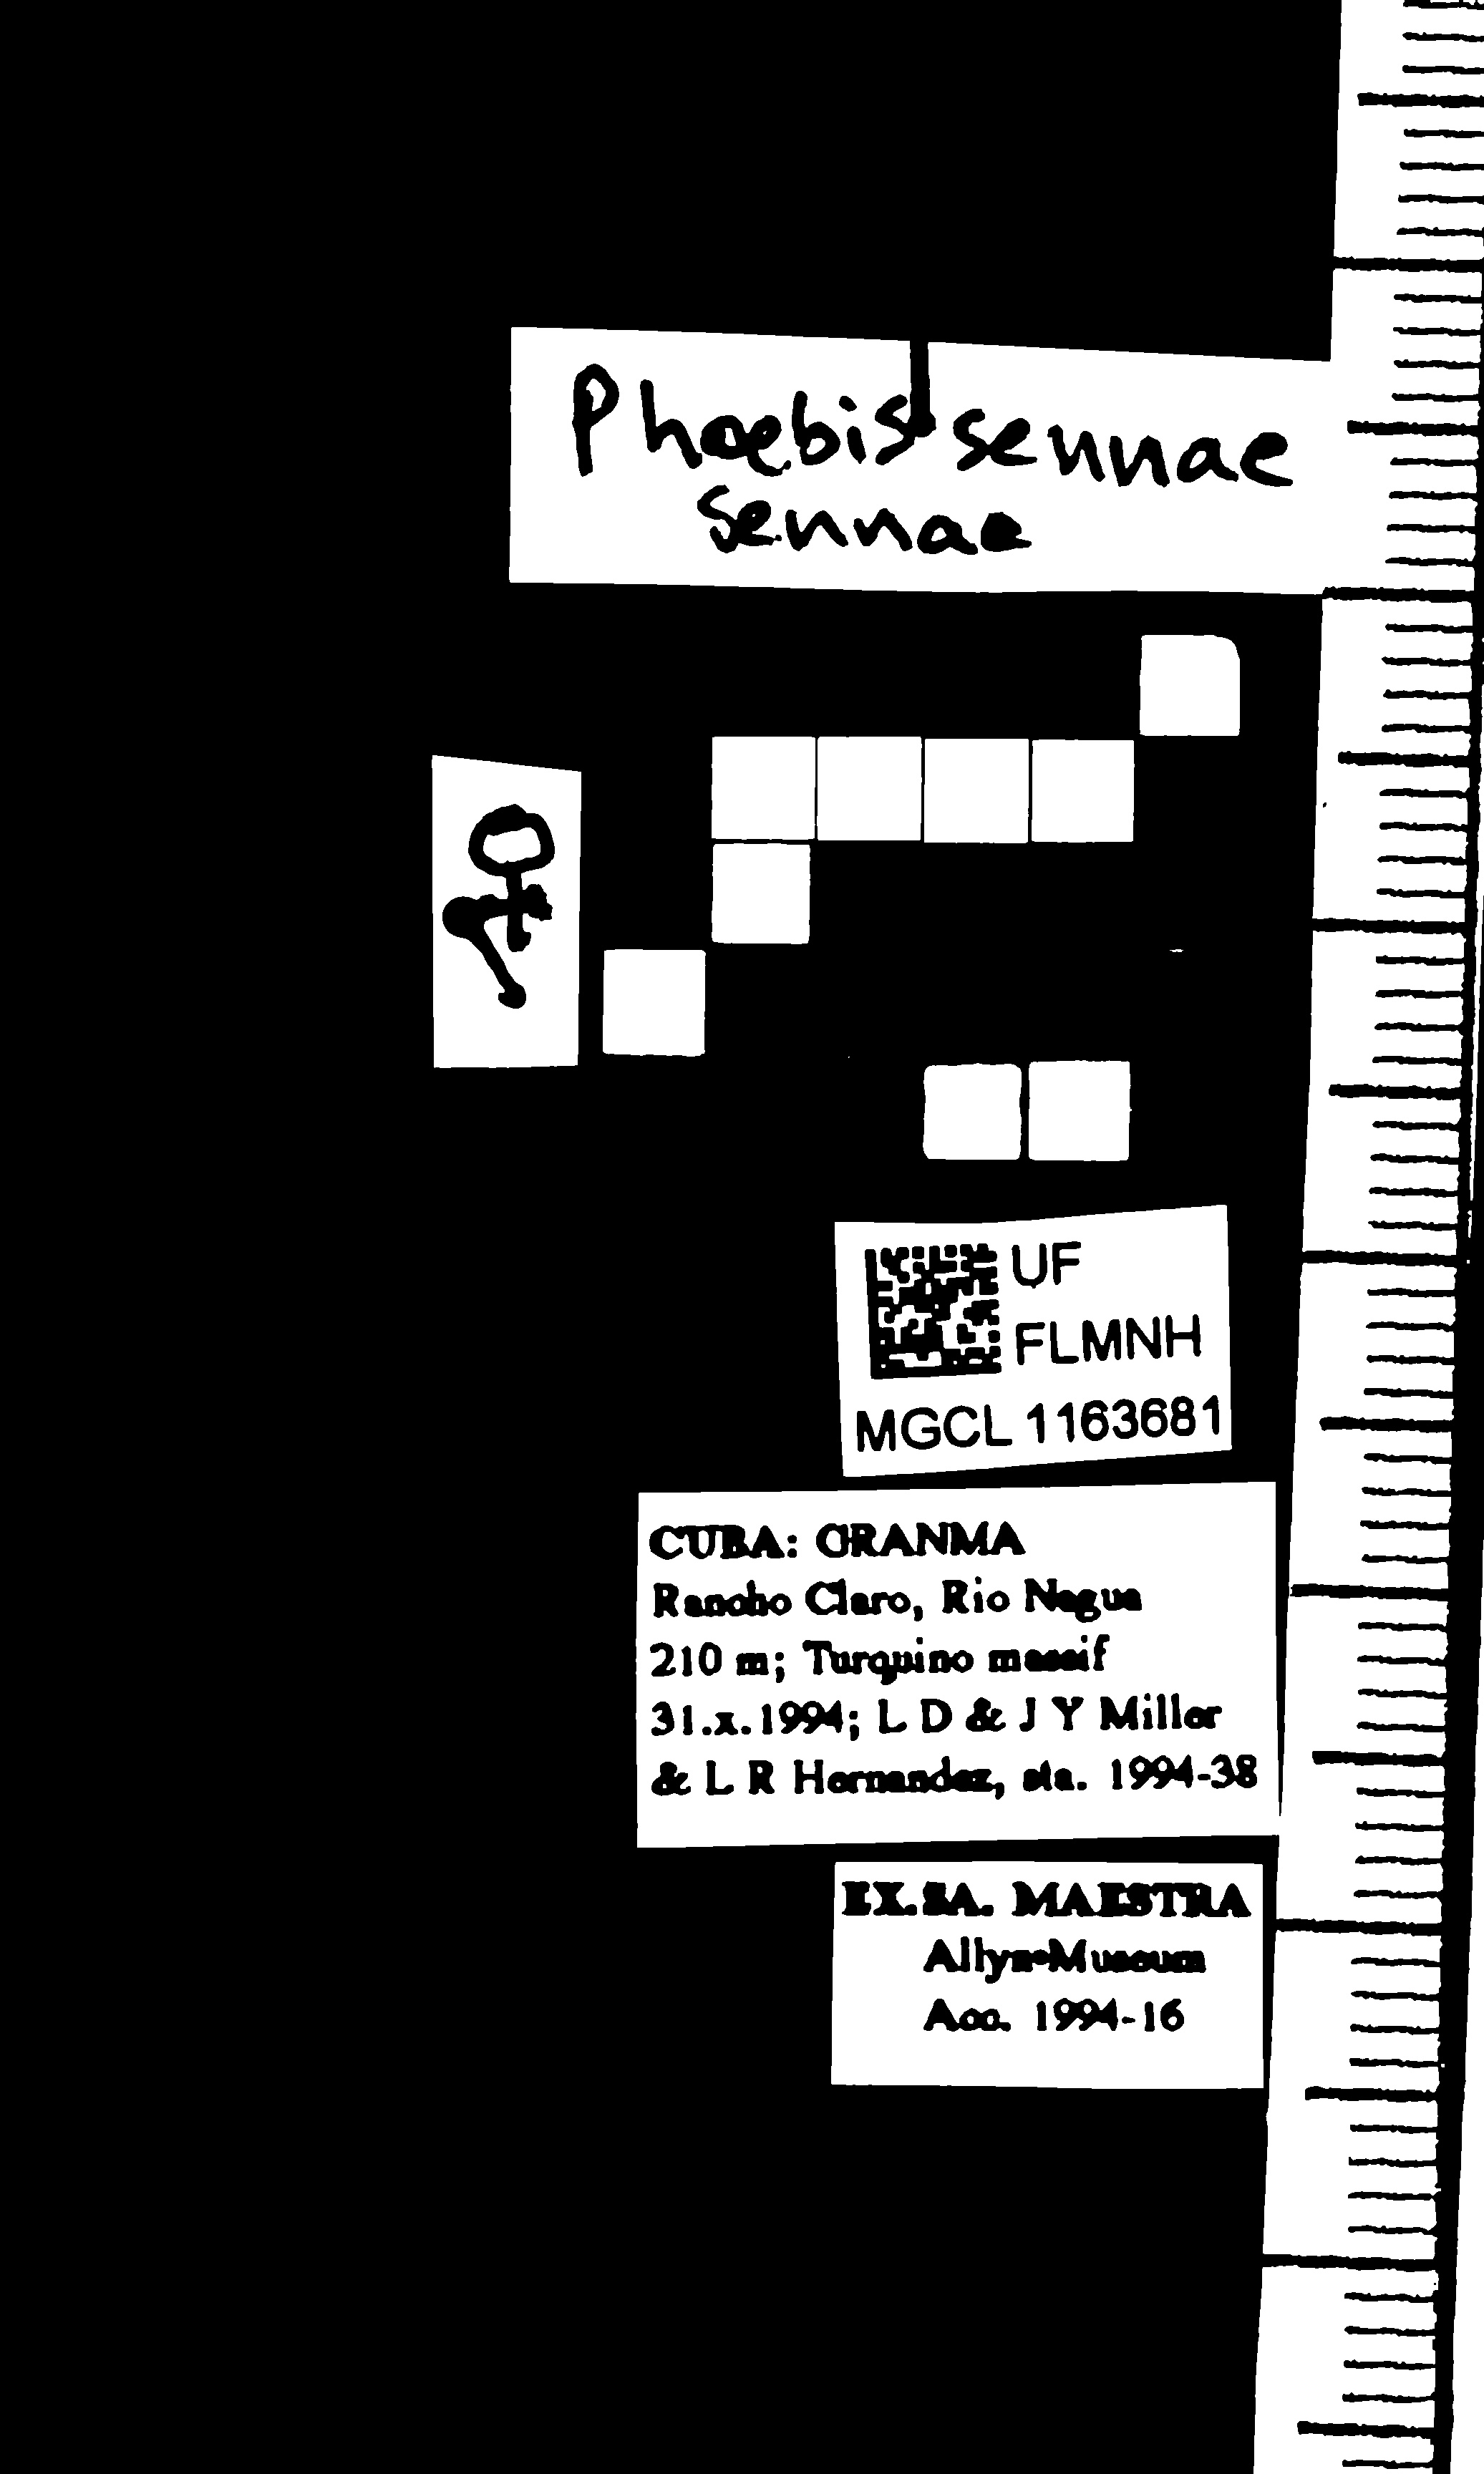 Phoebis sennae
sennae
♀
UF
FLMNH
MGCL 1163681
CUBA: GRANMA
Rancho Claro, Rio Nagua
210 m; Turquino massif
31.x.1994; L D & J Y Miller
& L R Hernandez, sta. 1994-38
EX. SA. MAESTRA
Allyn Museum
Acc. 1994-16